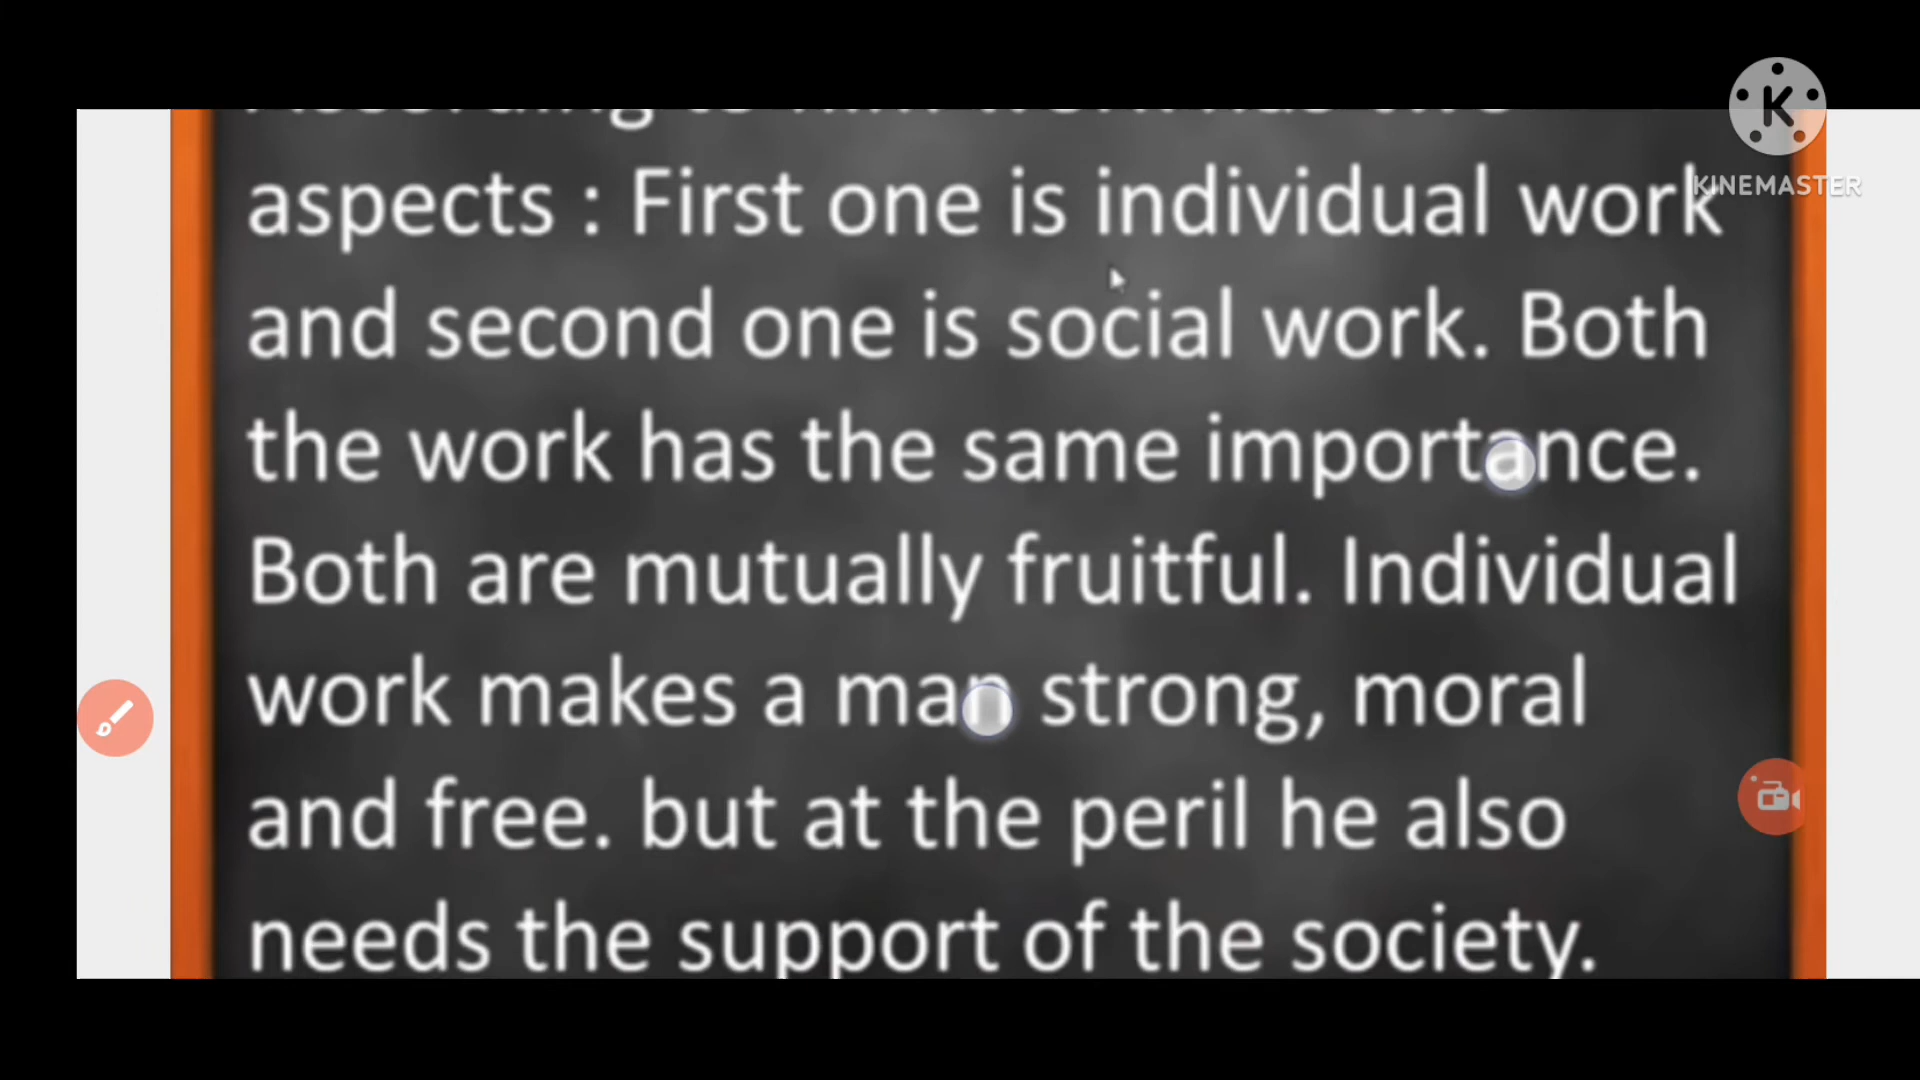 aspects : First one is individual work
and second one is social work. Both
the work has the same importance.
Both are mutually fruitful. Individual
work makes a man strong, moral
and free. but at the peril he also
needs the support of the society.
K
KINEMASTER